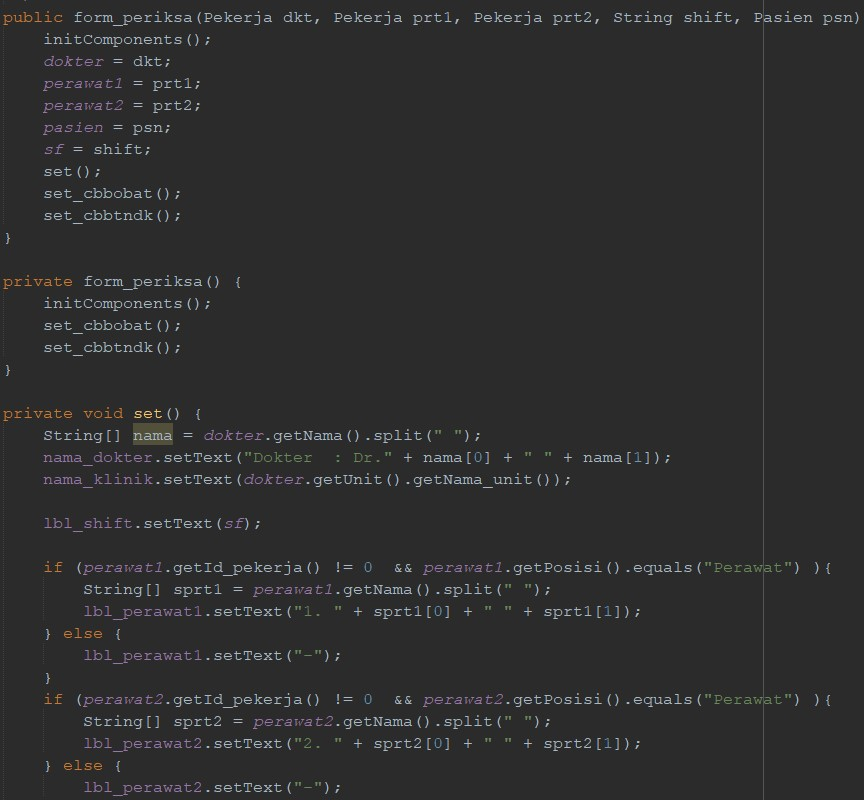 public form_periksa(Pekerja dkt, Pekerja prt1, Pekerja prt2, String shift, Pasien psn)
    initComponents();
    dokter = dkt;
    perawat1 = prt1;
    perawat2 = prt2;
    pasien = psn;
    sf = shift;
    set();
    set_cbbobat();
    set_cbbtndk();
}
private form_periksa() {
    initComponents();
    set_cbbobat();
    set_cbbtndk();
}
private void set() {
    String[] nama = dokter.getNama().split(" ");
    nama_dokter.setText("Dokter  : Dr." + nama[0] + " " + nama[1]);
    nama_klinik.setText(dokter.getUnit().getNama_unit());
    lbl_shift.setText(sf);
    if (perawat1.getId_pekerja() != 0  && perawat1.getPosisi().equals("Perawat") ){
        String[] sprt1 = perawat1.getNama().split(" ");
        lbl_perawat1.setText("1. " + sprt1[0] + " " + sprt1[1]);
    } else {
        lbl_perawat1.setText("-");
    }
    if (perawat2.getId_pekerja() != 0  && perawat2.getPosisi().equals("Perawat") ){
        String[] sprt2 = perawat2.getNama().split(" ");
        lbl_perawat2.setText("2. " + sprt2[0] + " " + sprt2[1]);
    } else {
        lbl_perawat2.setText("-");